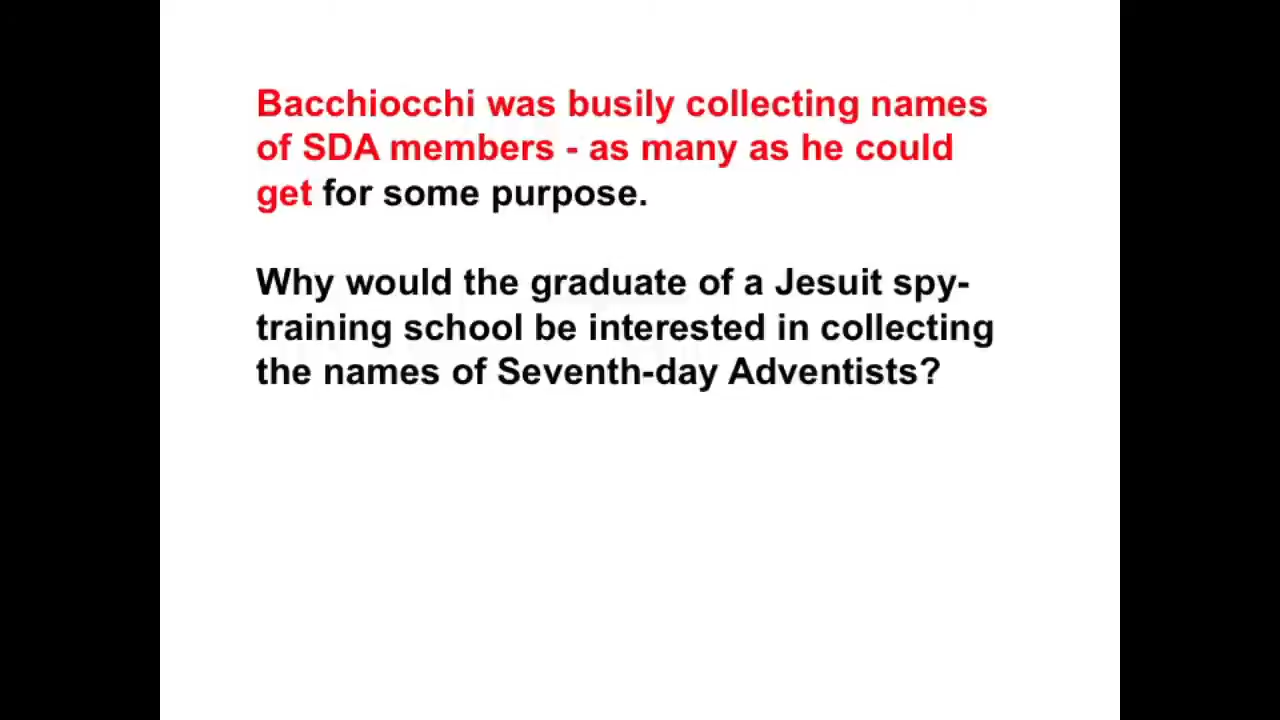 Bacchiocchi was busily collecting names
of SDA members - as many as he could
get for some purpose.
Why would the graduate of a Jesuit spy-
training school be interested in collecting
the names of Seventh-day Adventists?